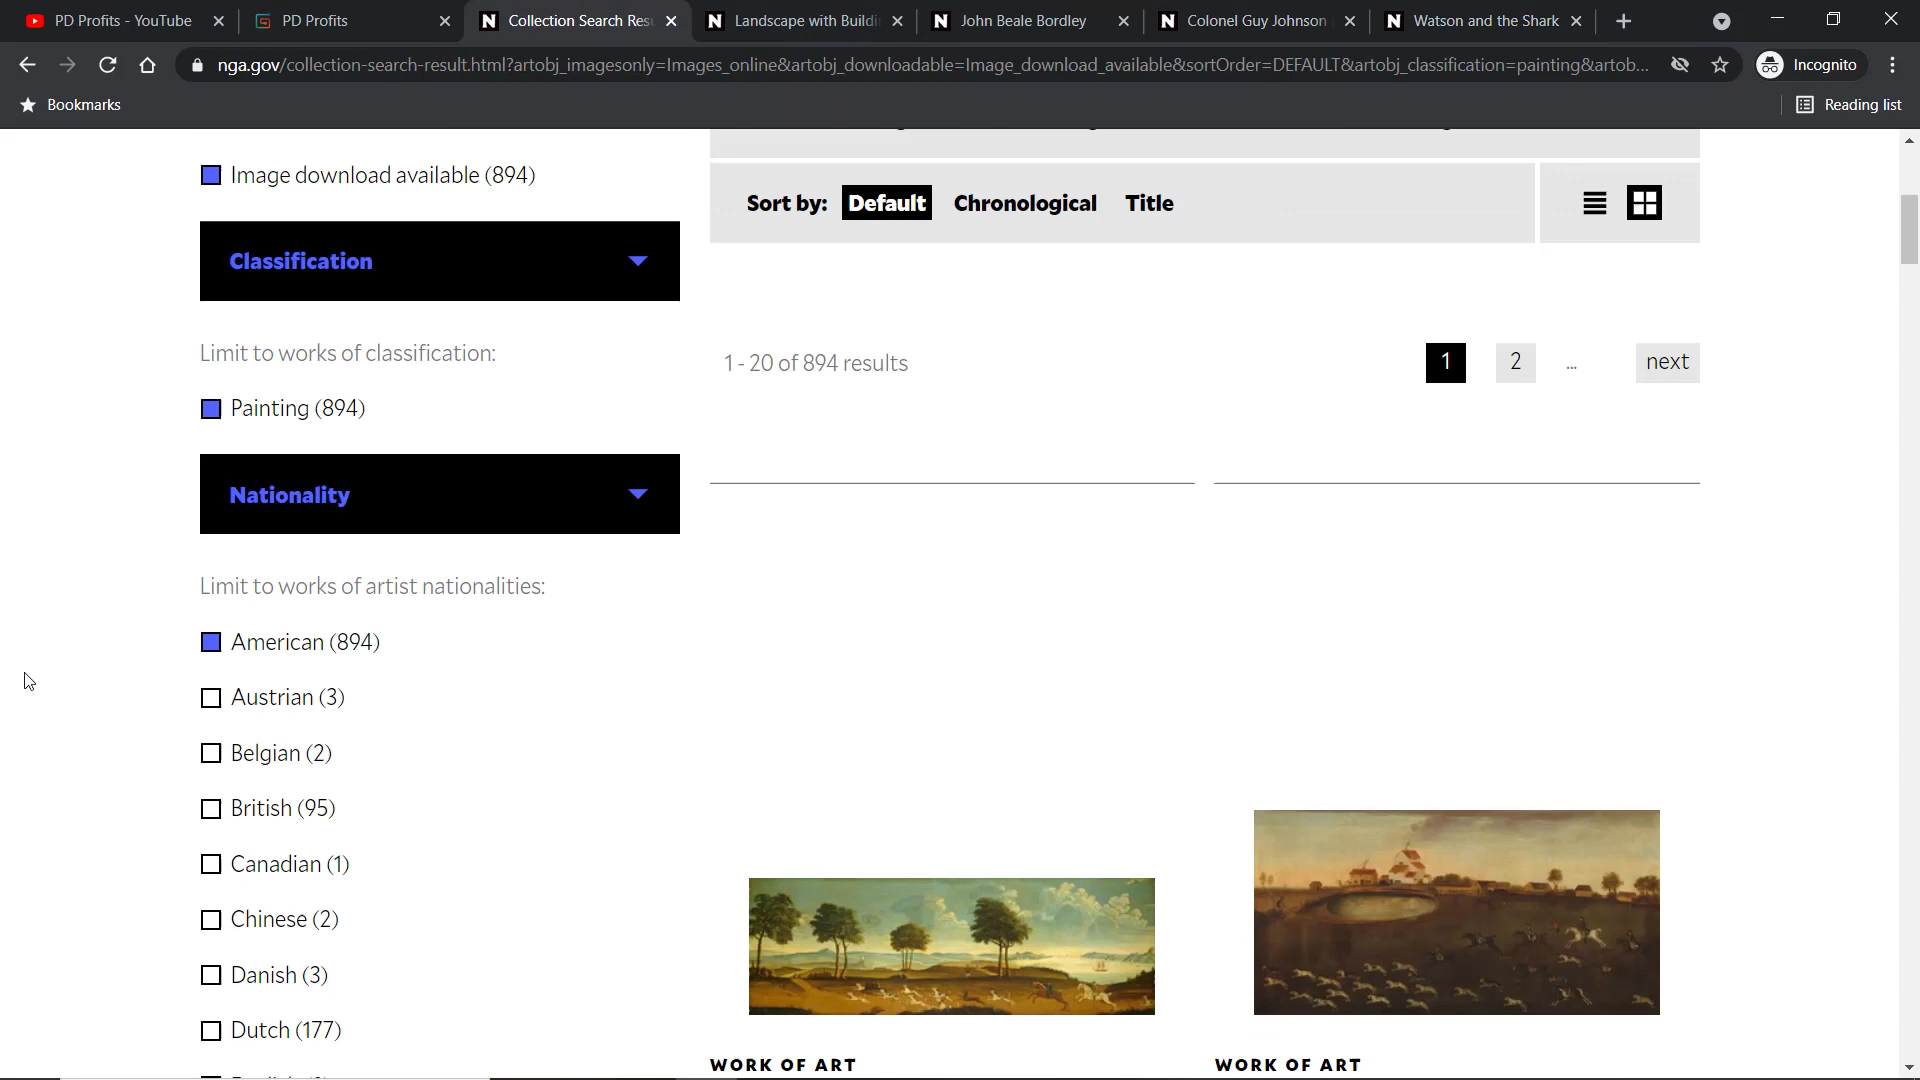 PD Profits - YouTube
PD Profits
Collection Search Res
Landscape with Buildi
John Beale Bordley
Colonel Guy Johnson
Watson and the Shark
nga.gov/collection-search-result.html?artobj_imagesonly=Images_online&artobj_downloadable=Image_download_available&sortOrder=DEFAULT&artobj_classification=painting&artob...
Incognito
Bookmarks
Reading list
Image download available (894)
Classification
Limit to works of classification:
Painting (894)
Nationality
Limit to works of artist nationalities:
American (894)
Austrian (3)
Belgian (2)
British (95)
Canadian (1)
Chinese (2)
Danish (3)
Dutch (177)
Sort by: Default Chronological Title
1 - 20 of 894 results
1 2 ... next
WORK OF ART
WORK OF ART